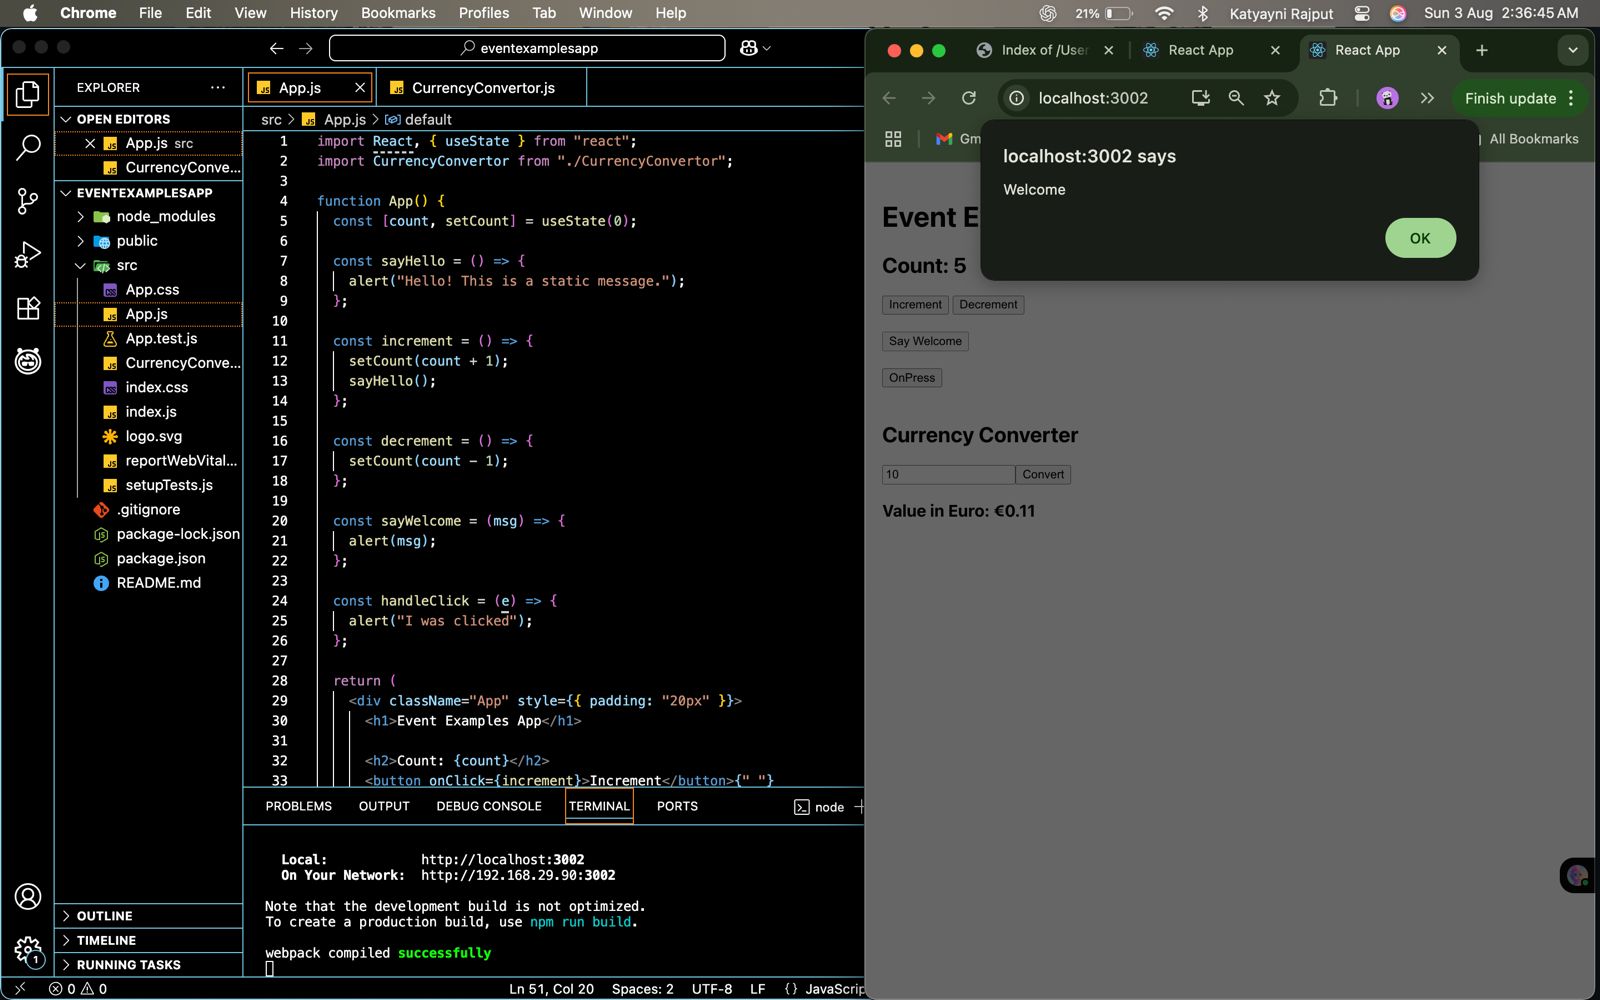 Chrome File Edit View History Bookmarks Profiles Tab Window Help 21% Katyayni Rajput Sun 3 Aug 2:36:45 AM
eventexamplesapp
EXPLORER
OPEN EDITORS
App.js src
CurrencyConve...
EVENTEXAMPLESAPP
node_modules
public
src
App.css
App.js
App.test.js
CurrencyConve...
index.css
index.js
logo.svg
reportWebVital...
setupTests.js
.gitignore
package-lock.json
package.json
README.md
OUTLINE
TIMELINE
RUNNING TASKS
1
App.js CurrencyConvertor.js
src > App.js > default
1 import React, { useState } from "react";
2 import CurrencyConvertor from "./CurrencyConvertor";
3
4 function App() {
5 const [count, setCount] = useState(0);
6
7 const sayHello = () => {
8 alert("Hello! This is a static message.");
9 };
10
11 const increment = () => {
12 setCount(count + 1);
13 sayHello();
14 };
15
16 const decrement = () => {
17 setCount(count - 1);
18 };
19
20 const sayWelcome = (msg) => {
21 alert(msg);
22 };
23
24 const handleClick = (e) => {
25 alert("I was clicked");
26 };
27
28 return (
29 <div className="App" style={{ padding: "20px" }}>
30 <h1>Event Examples App</h1>
31
32 <h2>Count: {count}</h2>
33 <button onClick={increment}>Increment</button>{" "}
PROBLEMS OUTPUT DEBUG CONSOLE TERMINAL PORTS node
Local: http://localhost:3002
On Your Network: http://192.168.29.90:3002
Note that the development build is not optimized.
To create a production build, use npm run build.
webpack compiled successfully
0 0 Ln 51, Col 20 Spaces: 2 UTF-8 LF {} JavaScrip
Index of /User React App React App
localhost:3002 Finish update
Gm All Bookmarks
localhost:3002 says
Welcome
OK
Event E
Count: 5
Increment Decrement
Say Welcome
OnPress
Currency Converter
10 Convert
Value in Euro: €0.11